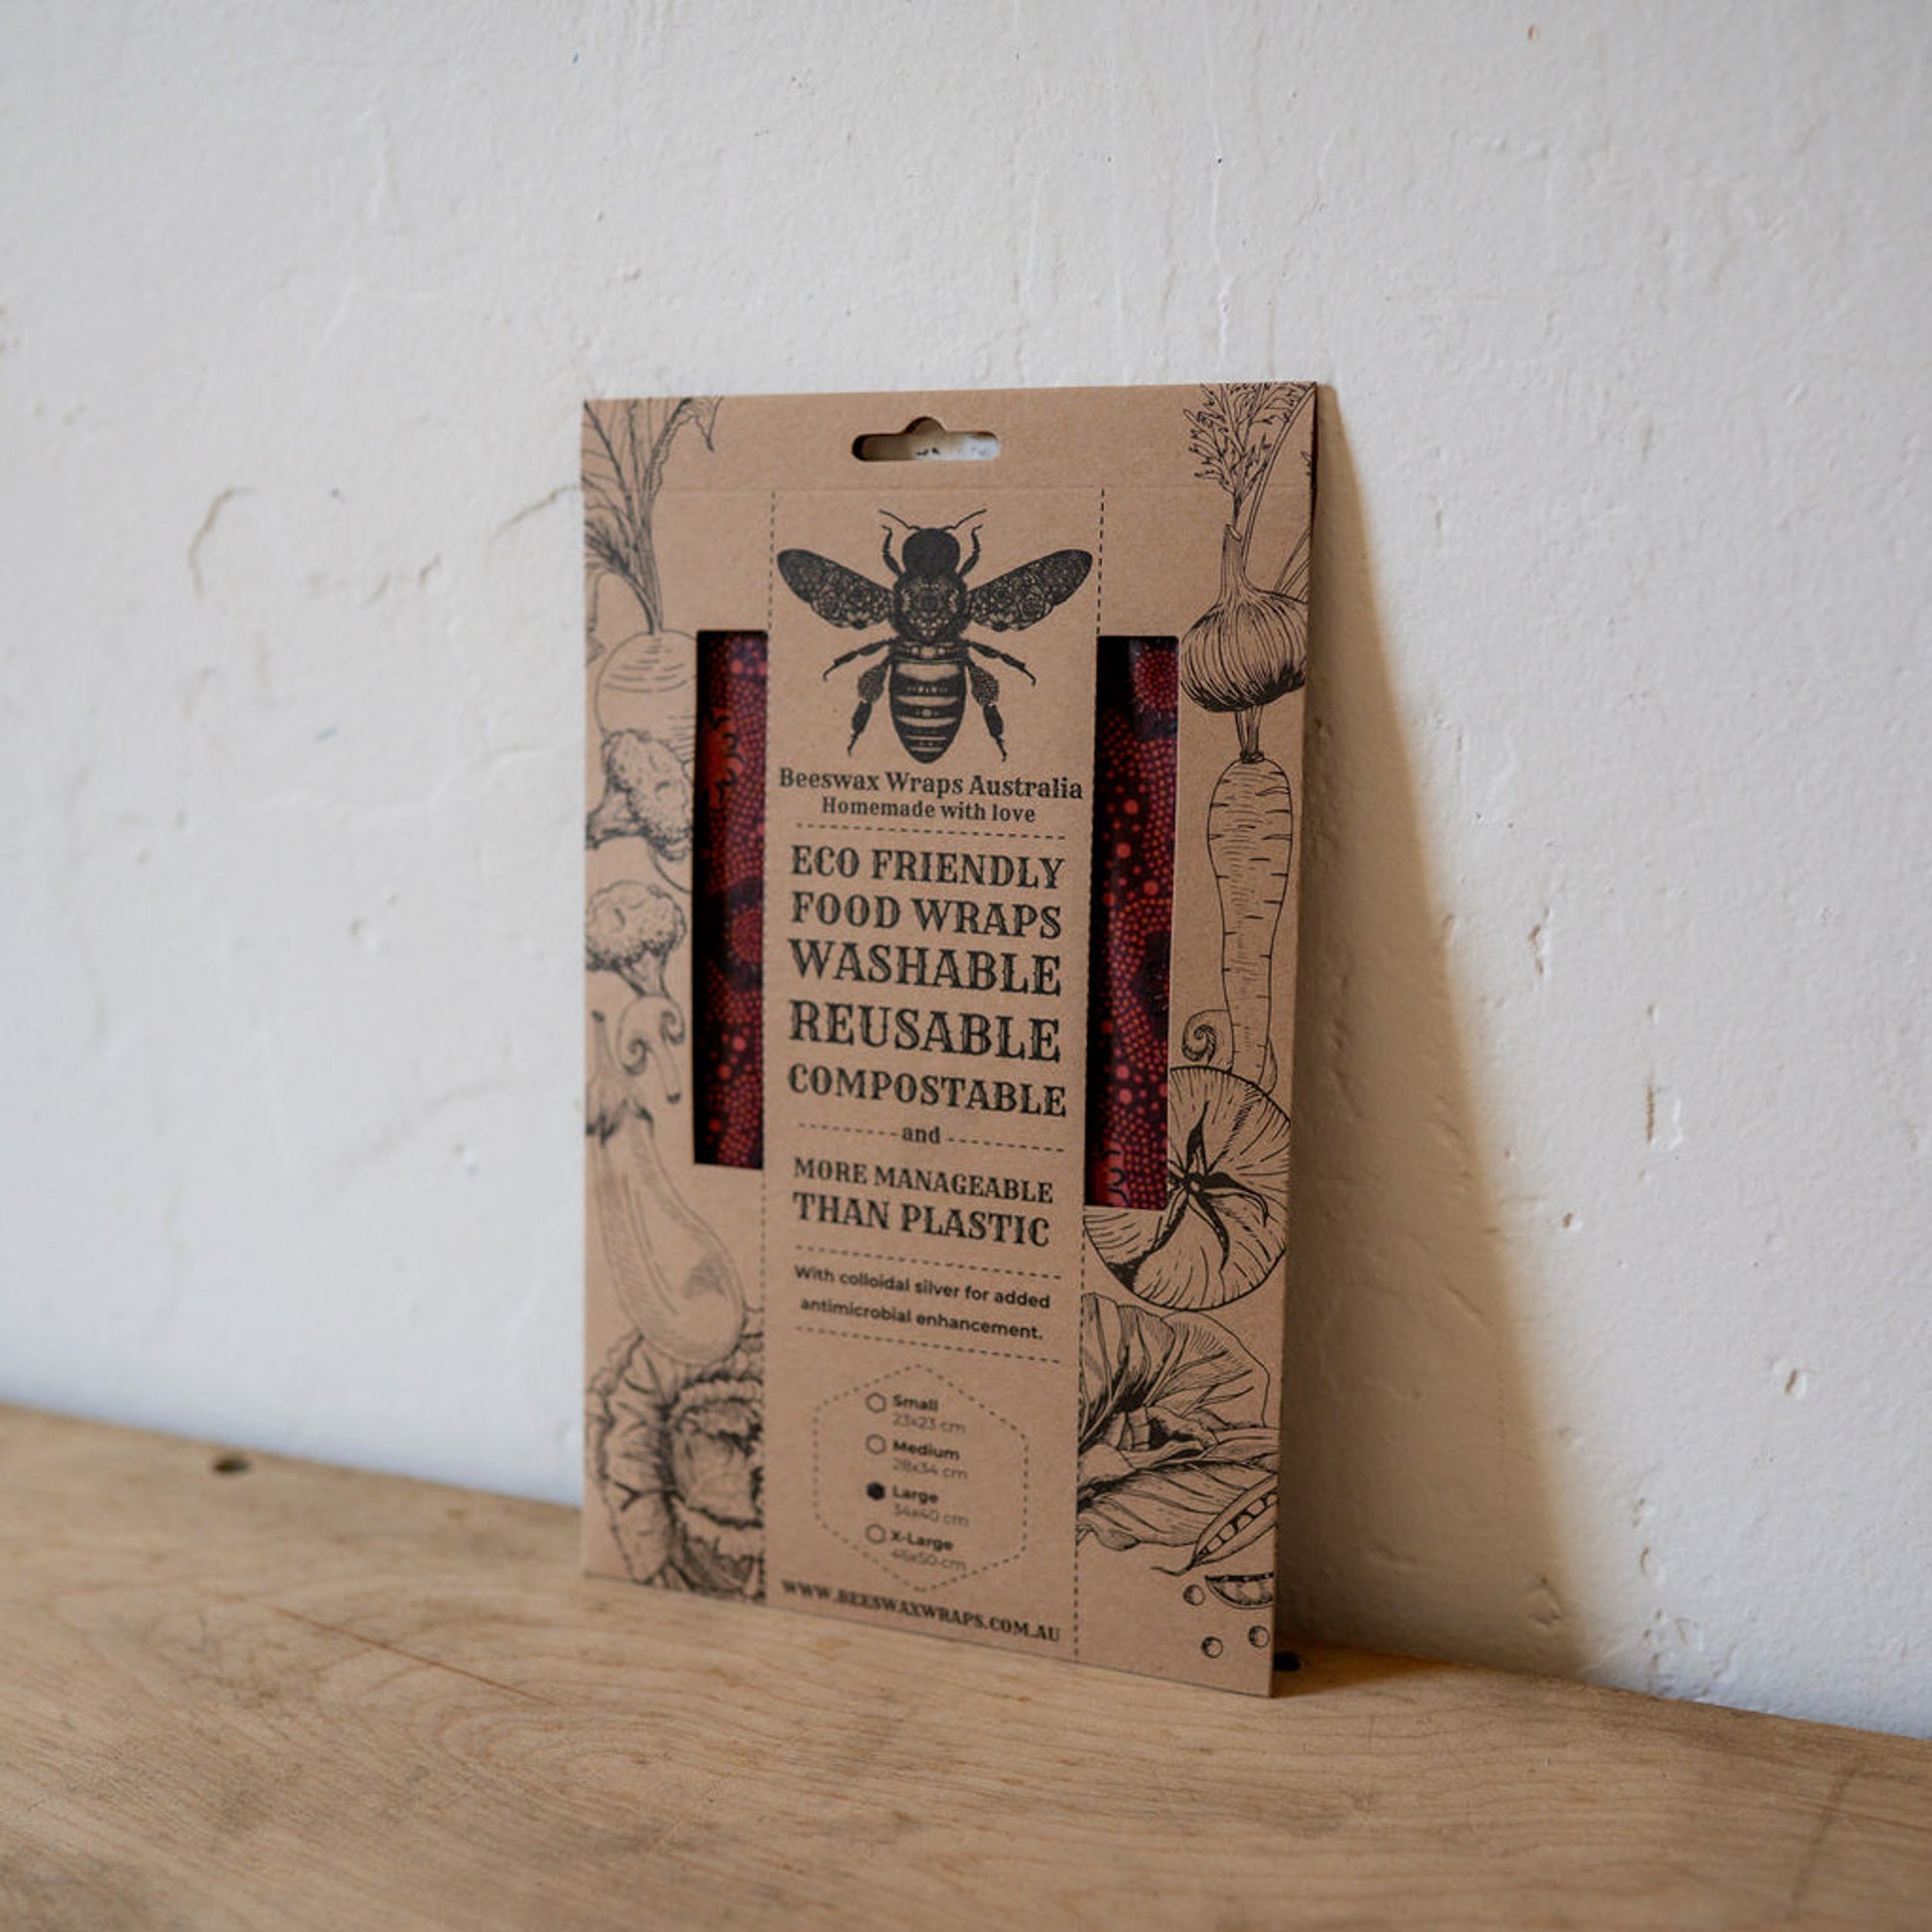 Beeswax Wraps Australia
Homemade with love
ECO FRIENDLY
FOOD WRAPS
WASHABLE
REUSABLE
COMPOSTABLE
and
MORE MANAGEABLE
THAN PLASTIC
With colloidal silver for added
antimicrobial enhancement.
Small
23x23 cm
Medium
28x34 cm
Large
34x40 cm
X-Large
46x50 cm
WWW.BEESWAXWRAPS.COM.AU